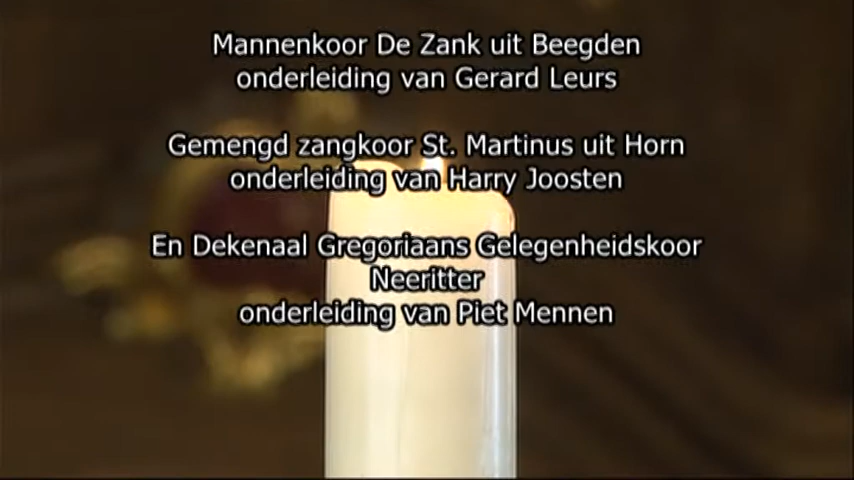 Mannenkoor De Zank uit Beegden
onderleiding van Gerard Leurs
Gemengd zangkoor St. Martinus uit Horn
onderleiding van Harry Joosten
En Dekenaal Gregoriaans Gelegenheidskoor
Neeritter
onderleiding van Piet Mennen